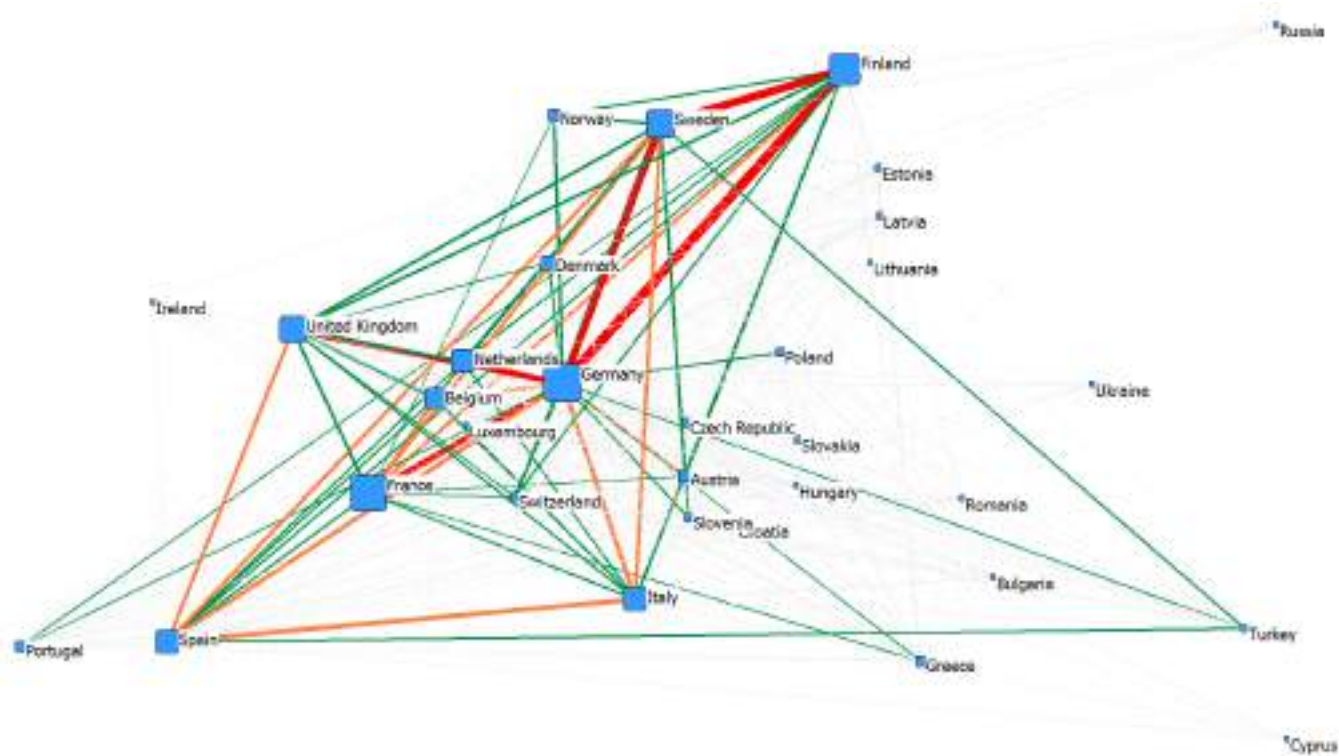 Russia
Finland
Norway
Sweden
Estonia
Latvia
Denmark
Lithuania
Ireland
United Kingdom
Netherlands
Poland
Germany
Ukraine
Belgium
Czech Republic
Luxembourg
Slovakia
Austria
France
Hungary
Switzerland
Romania
Slovenia
Croatia
Bulgaria
Italy
Turkey
Spain
Portugal
Greece
Cyprus